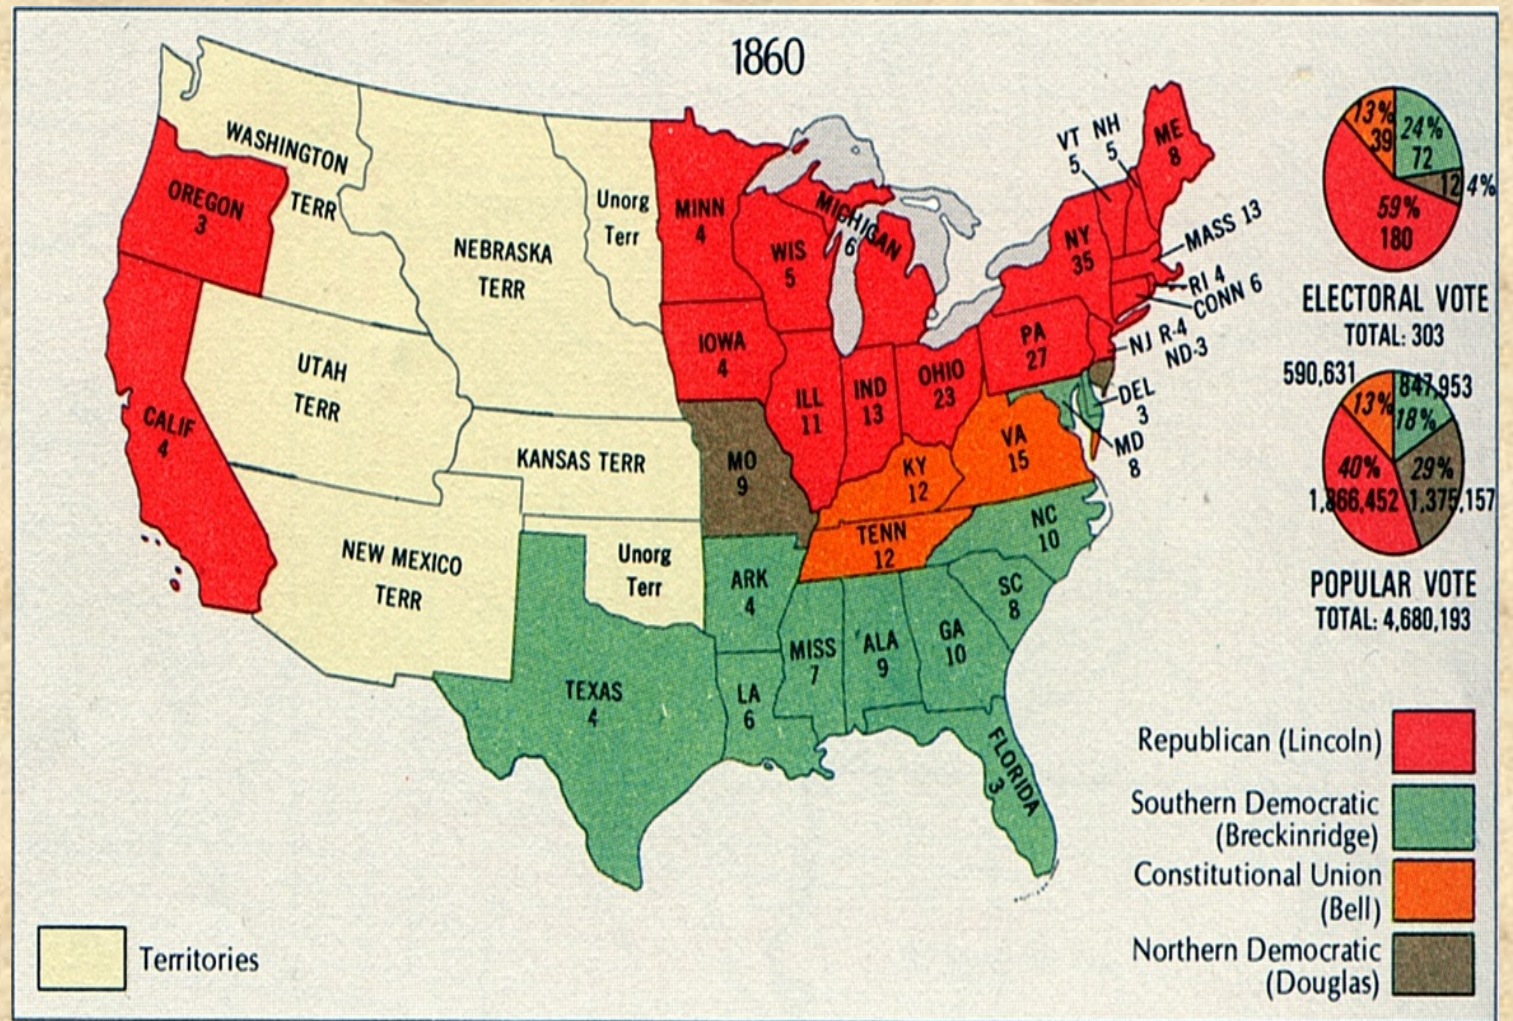 1860
WASHINGTON
TERR
OREGON
3
CALIF
4
UTAH
TERR
NEBRASKA
TERR
Unorg
Terr
KANSAS TERR
NEW MEXICO
TERR
Unorg
Terr
TEXAS
4
MINN
4
IOWA
4
MO
9
ARK
4
LA
6
WIS
5
MICHIGAN
6
ILL
11
IND
13
OHIO
23
KY
12
TENN
12
MISS
7
ALA
9
GA
10
FLORIDA
3
SC
8
NC
10
VA
15
PA
27
NY
35
VT
5
NH
5
ME
8
MASS 13
RI 4
CONN 6
NJ R-4
ND-3
DEL
3
MD
8
13%
39
24%
72
12
4%
59%
180
ELECTORAL VOTE
TOTAL: 303
590,631
847,953
13%
18%
40%
29%
1,866,452
1,375,157
POPULAR VOTE
TOTAL: 4,680,193
Republican (Lincoln)
Southern Democratic
(Breckinridge)
Constitutional Union
(Bell)
Northern Democratic
(Douglas)
Territories